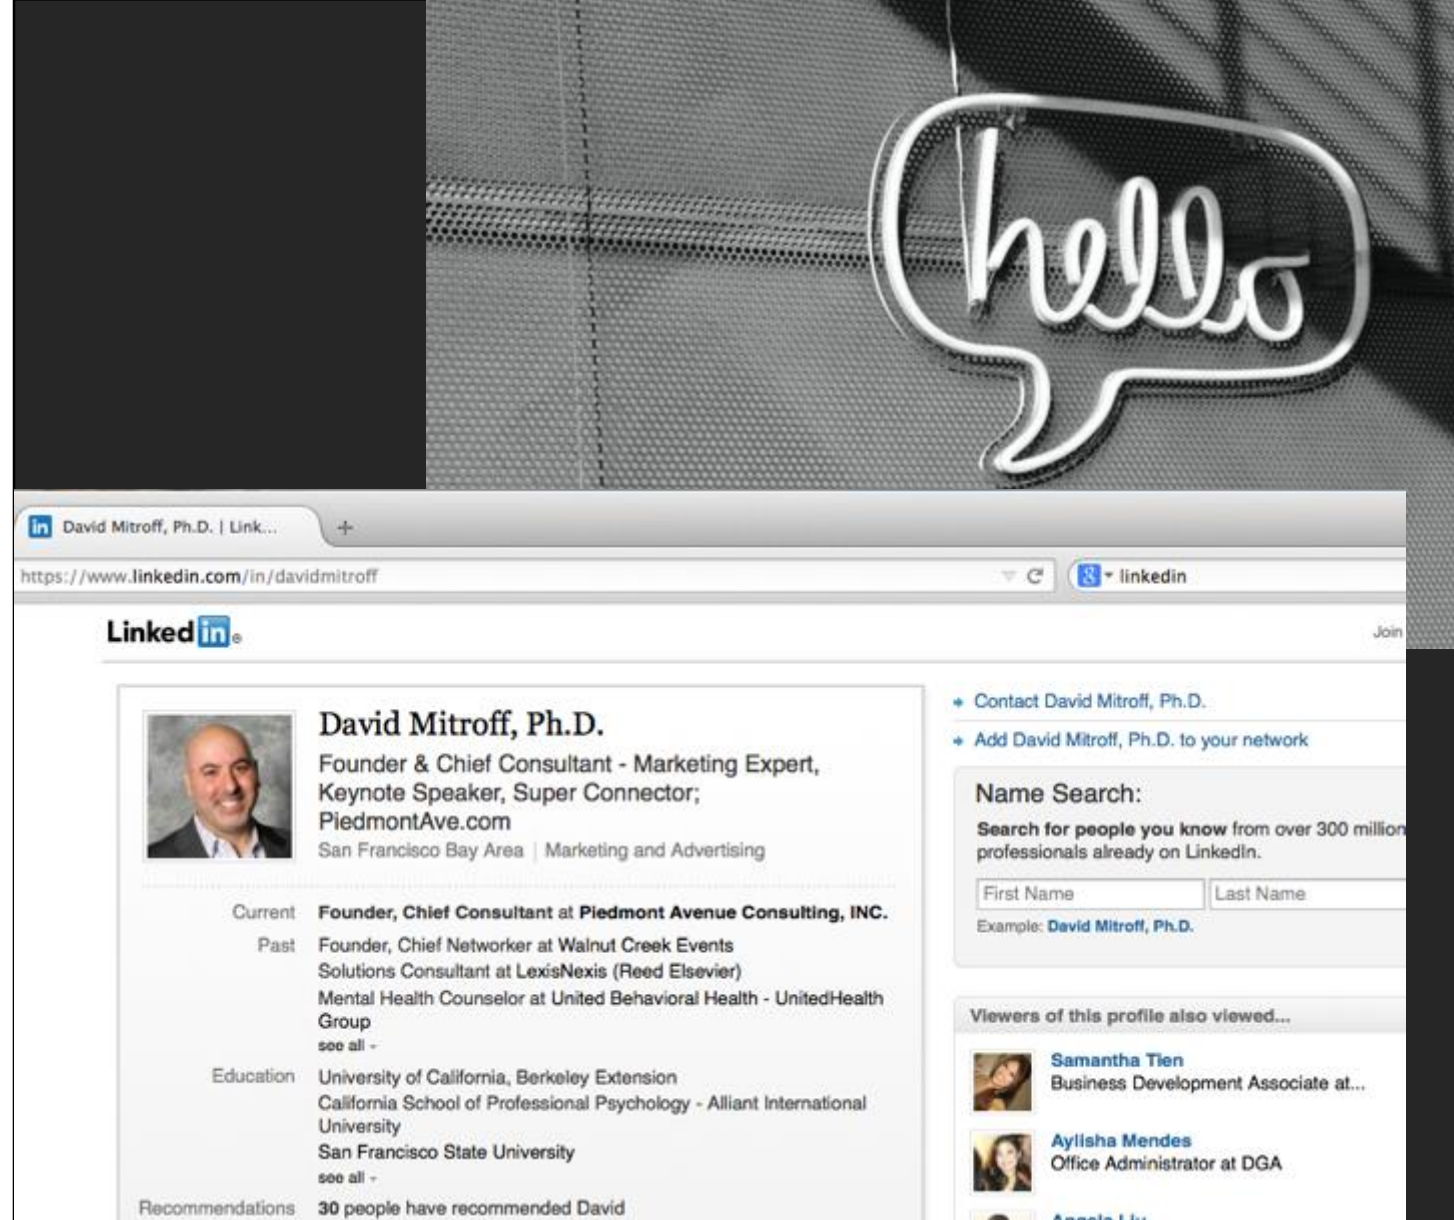 hello
David Mitroff, Ph.D. | Link...
https://www.linkedin.com/in/davidmitroff
linkedin
Linked in
Join
David Mitroff, Ph.D.
Founder & Chief Consultant - Marketing Expert,
Keynote Speaker, Super Connector;
PiedmontAve.com
San Francisco Bay Area | Marketing and Advertising
Current Founder, Chief Consultant at Piedmont Avenue Consulting, INC.
Past Founder, Chief Networker at Walnut Creek Events
Solutions Consultant at LexisNexis (Reed Elsevier)
Mental Health Counselor at United Behavioral Health - UnitedHealth
Group
see all
Education University of California, Berkeley Extension
California School of Professional Psychology - Alliant International
University
San Francisco State University
see all
Recommendations 30 people have recommended David
Contact David Mitroff, Ph.D.
Add David Mitroff, Ph.D. to your network
Name Search:
Search for people you know from over 300 million
professionals already on LinkedIn.
First Name Last Name
Example: David Mitroff, Ph.D.
Viewers of this profile also viewed...
Samantha Tien
Business Development Associate at...
Aylisha Mendes
Office Administrator at DGA